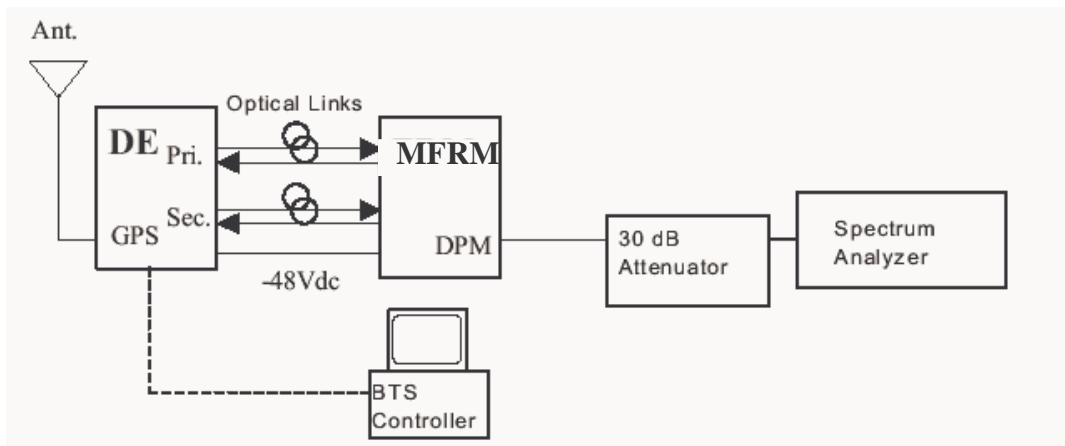 Ant.
Optical Links
DE
Pri.
MFRM
Sec.
GPS
DPM
-48Vdc
30 dB
Attenuator
Spectrum
Analyzer
BTS
Controller